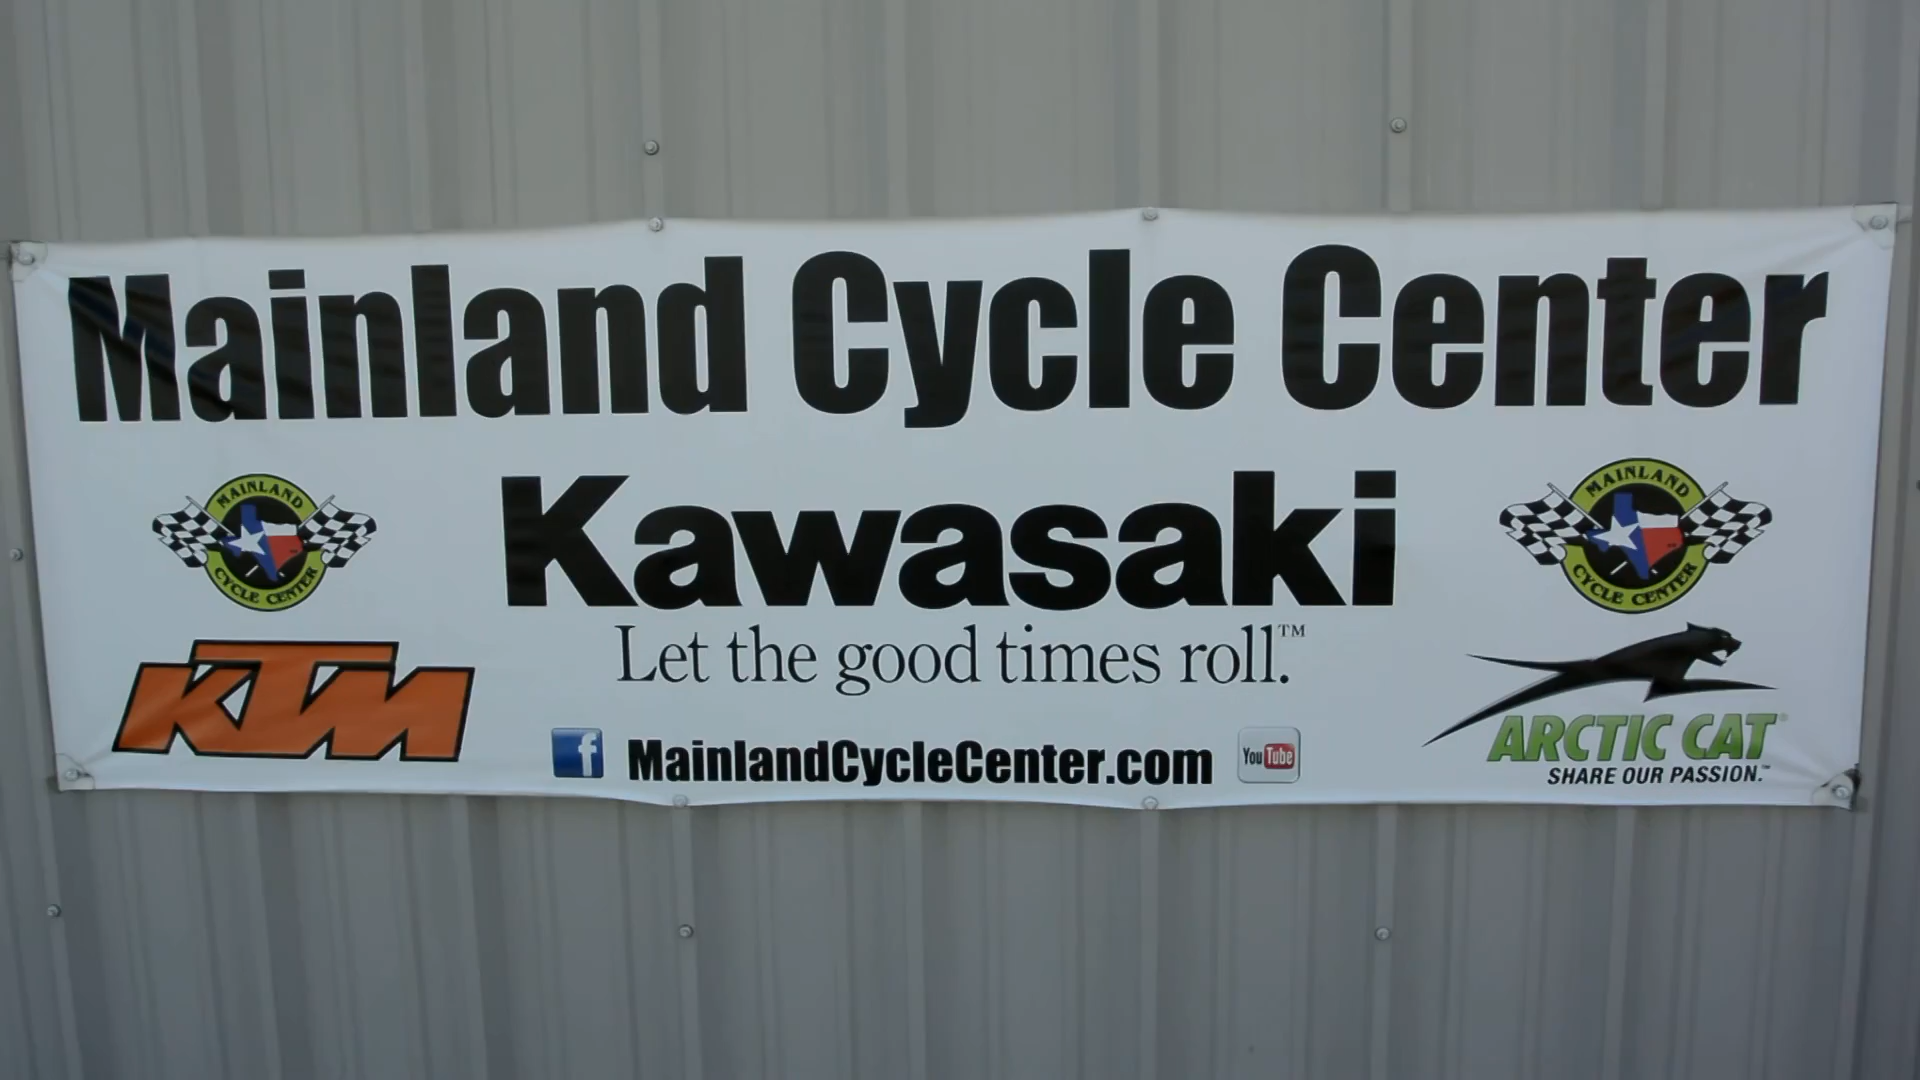 Mainland Cycle Center
MAINLAND
CYCLE CENTER
Kawasaki
Let the good times roll.™
MAINLAND
CYCLE CENTER
KTM
f MainlandCycleCenter.com You Tube
ARCTIC CAT®
SHARE OUR PASSION.™